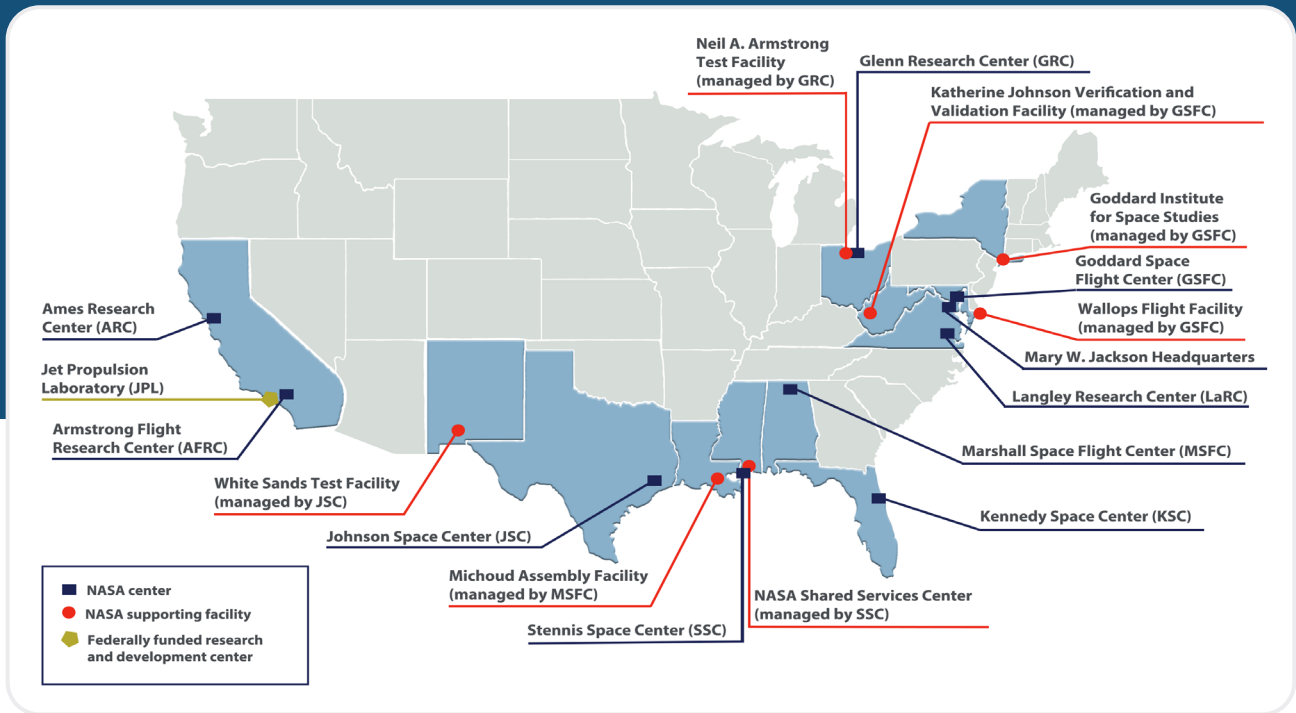 Neil A. Armstrong
Test Facility
(managed by GRC)
Glenn Research Center (GRC)
Katherine Johnson Verification and
Validation Facility (managed by GSFC)
Goddard Institute
for Space Studies
(managed by GSFC)
Goddard Space
Flight Center (GSFC)
Wallops Flight Facility
(managed by GSFC)
Mary W. Jackson Headquarters
Langley Research Center (LaRC)
Marshall Space Flight Center (MSFC)
Kennedy Space Center (KSC)
Ames Research
Center (ARC)
Jet Propulsion
Laboratory (JPL)
Armstrong Flight
Research Center (AFRC)
White Sands Test Facility
(managed by JSC)
Johnson Space Center (JSC)
Michoud Assembly Facility
(managed by MSFC)
Stennis Space Center (SSC)
NASA Shared Services Center
(managed by SSC)
NASA center
NASA supporting facility
Federally funded research
and development center